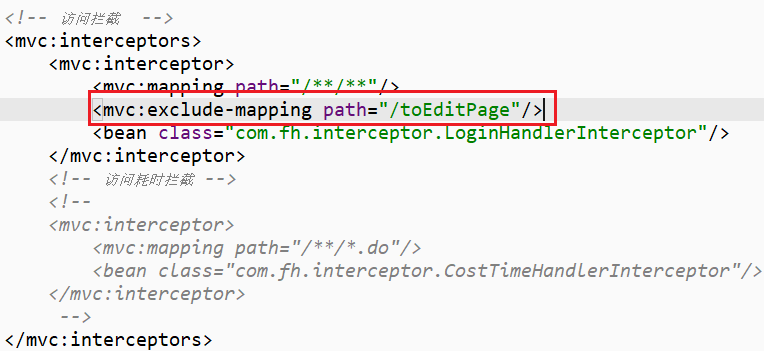 <!-- 访问拦截  -->
<mvc:interceptors>
    <mvc:interceptor>
        <mvc:mapping path="/**/**"/>
        <mvc:exclude-mapping path="/toEditPage"/>
        <bean class="com.fh.interceptor.LoginHandlerInterceptor"/>
    </mvc:interceptor>
    <!-- 访问耗时拦截 -->
    <!--
    <mvc:interceptor>
        <mvc:mapping path="/**/*.do"/>
        <bean class="com.fh.interceptor.CostTimeHandlerInterceptor"/>
    </mvc:interceptor>
     -->
</mvc:interceptors>